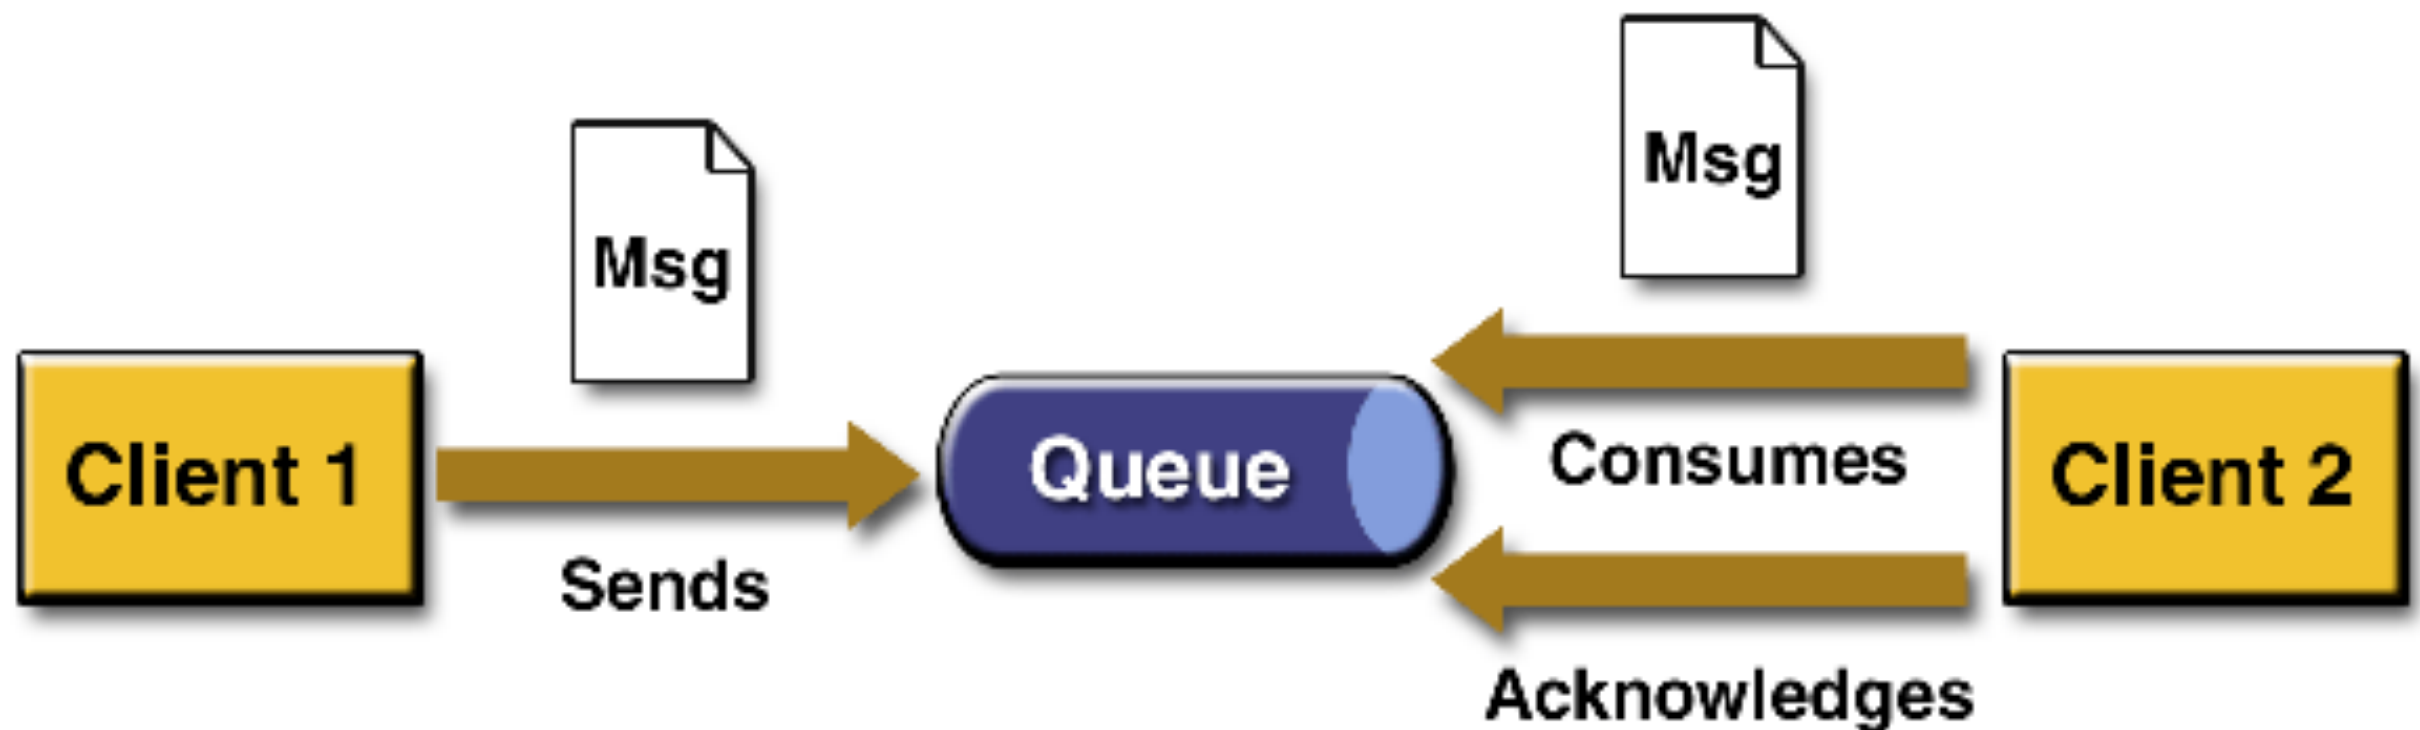 Msg
Msg
Client 1
Queue
Consumes
Client 2
Sends
Acknowledges